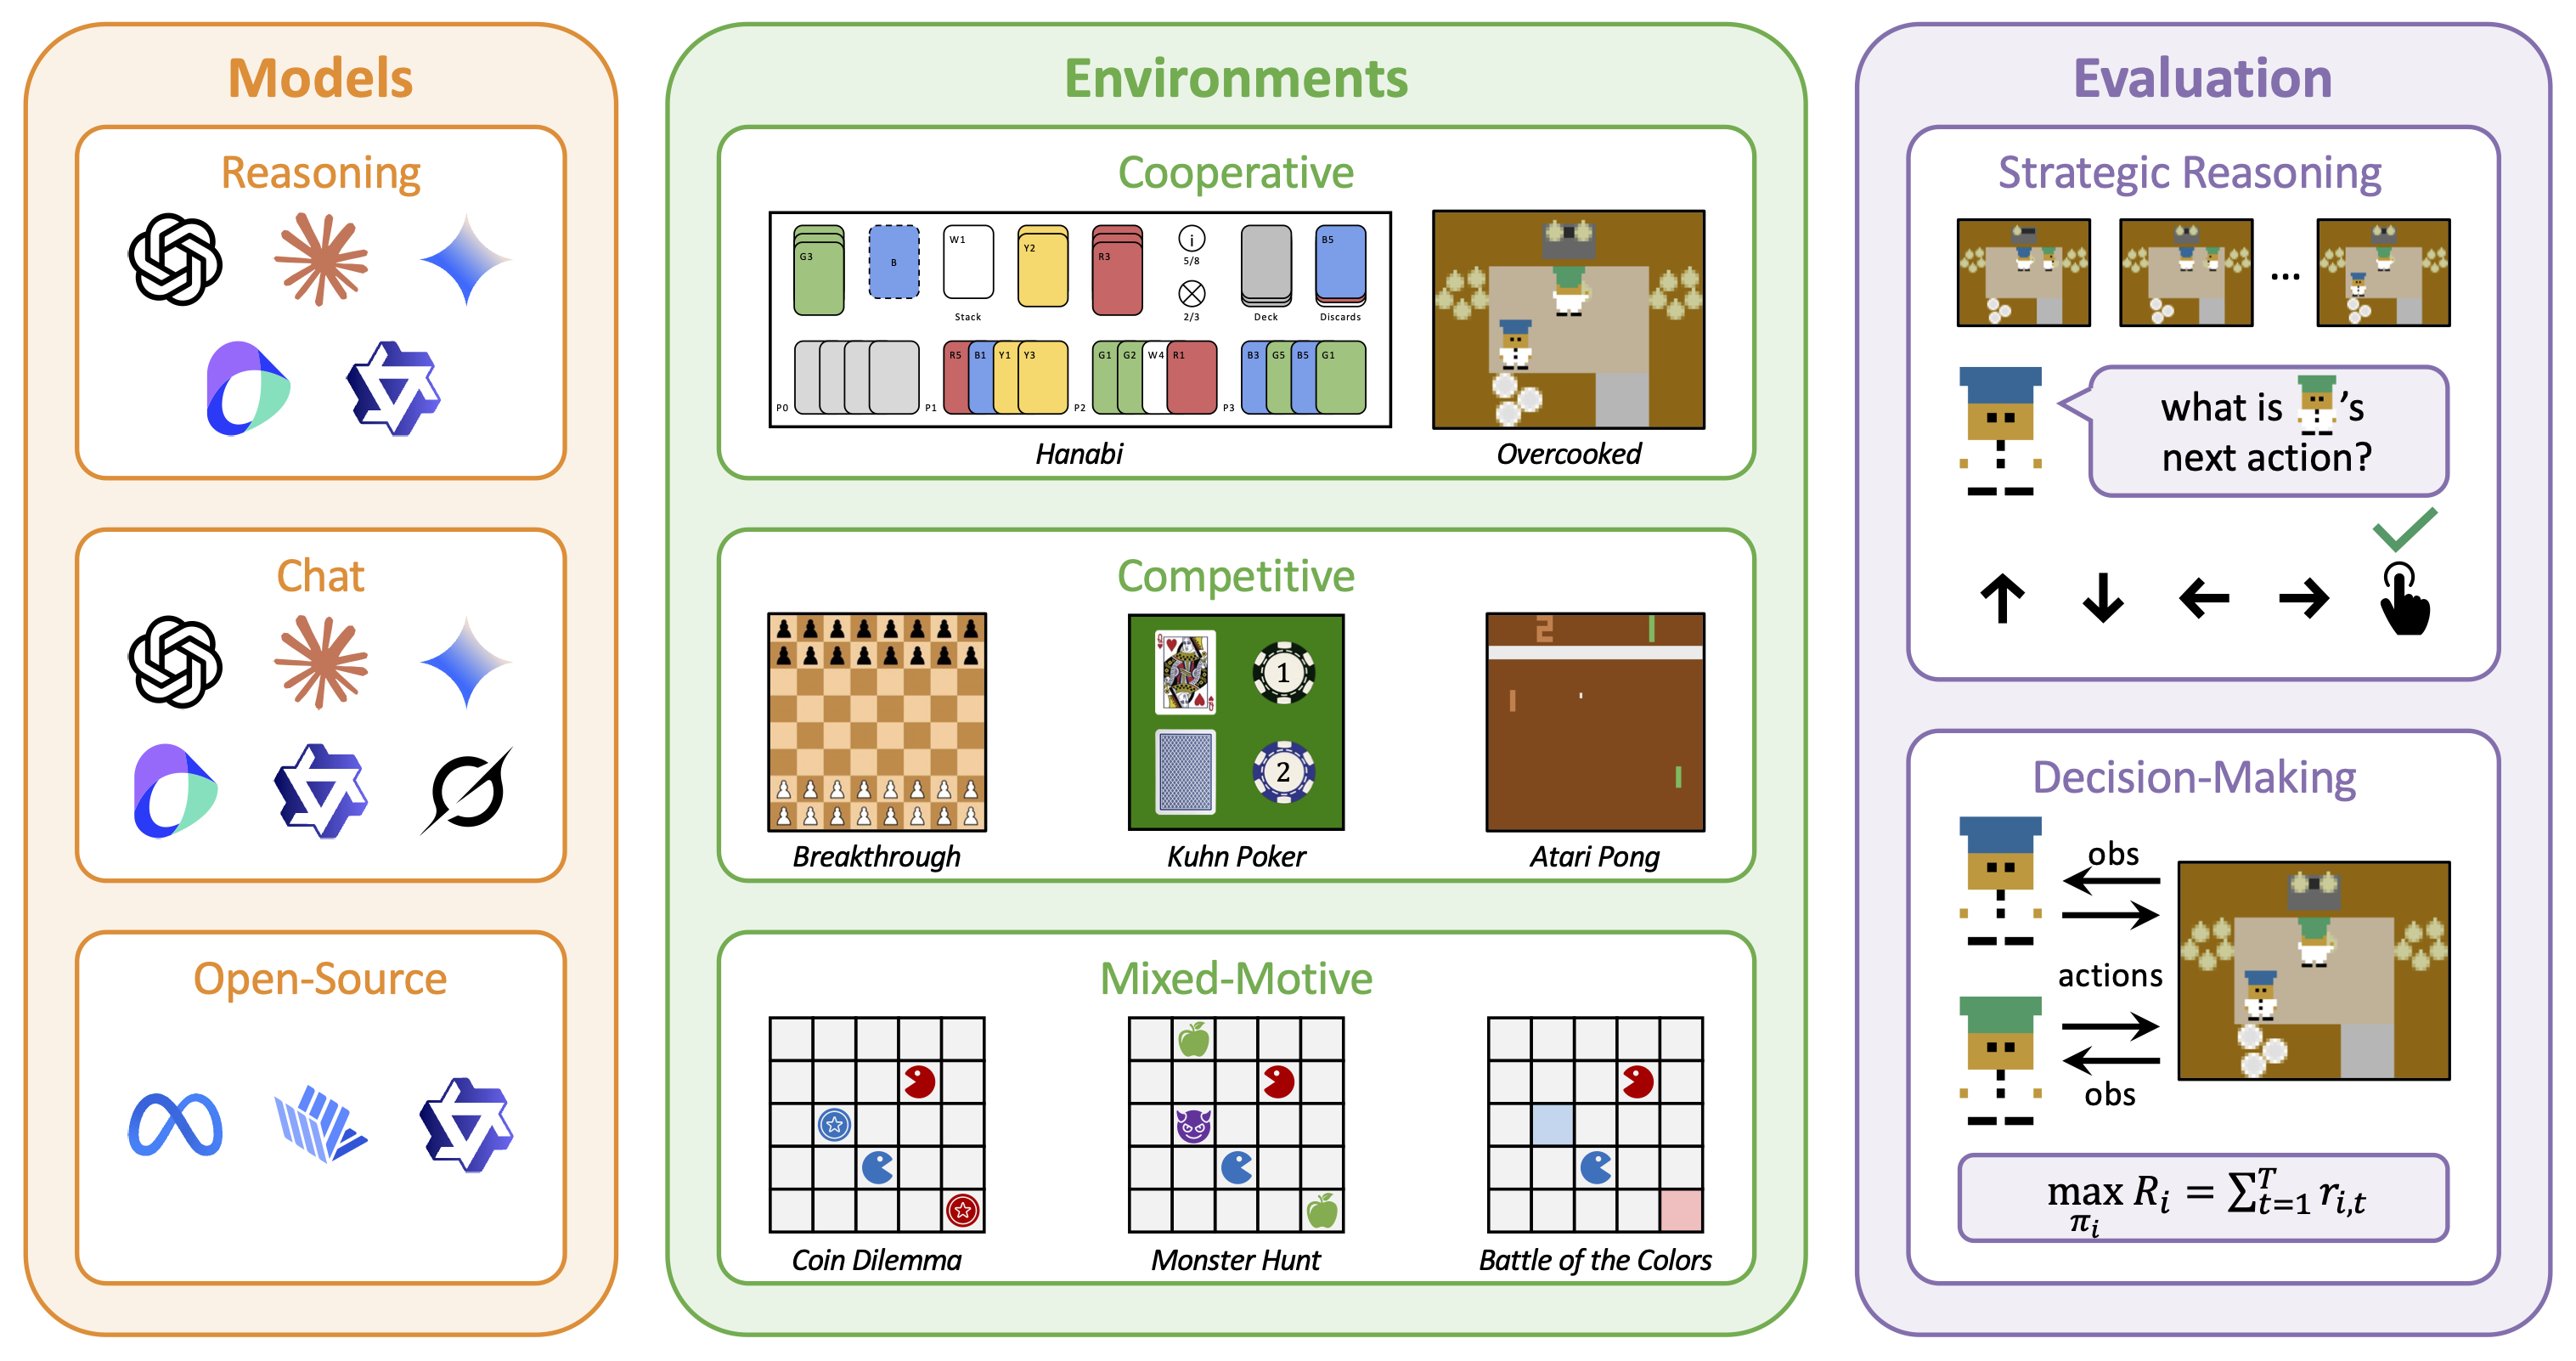 Models
Reasoning
Chat
Open-Source
Environments
Cooperative
G3
B
W1
Y2
R3
i
5/8
2/3
B5
Stack
Deck
Discards
P0
P1
R5 B1 Y1 Y3
P2
G1 G2 W4 R1
P3
B3 G5 B5 G1
Hanabi
Overcooked
Competitive
Q
1
2
Q
2
Breakthrough
Kuhn Poker
Atari Pong
Mixed-Motive
Coin Dilemma
Monster Hunt
Battle of the Colors
Evaluation
Strategic Reasoning
...
what is 's
next action?
Decision-Making
obs
actions
obs
max R_i = ∑_{t=1}^{T} r_{i,t}
π_i